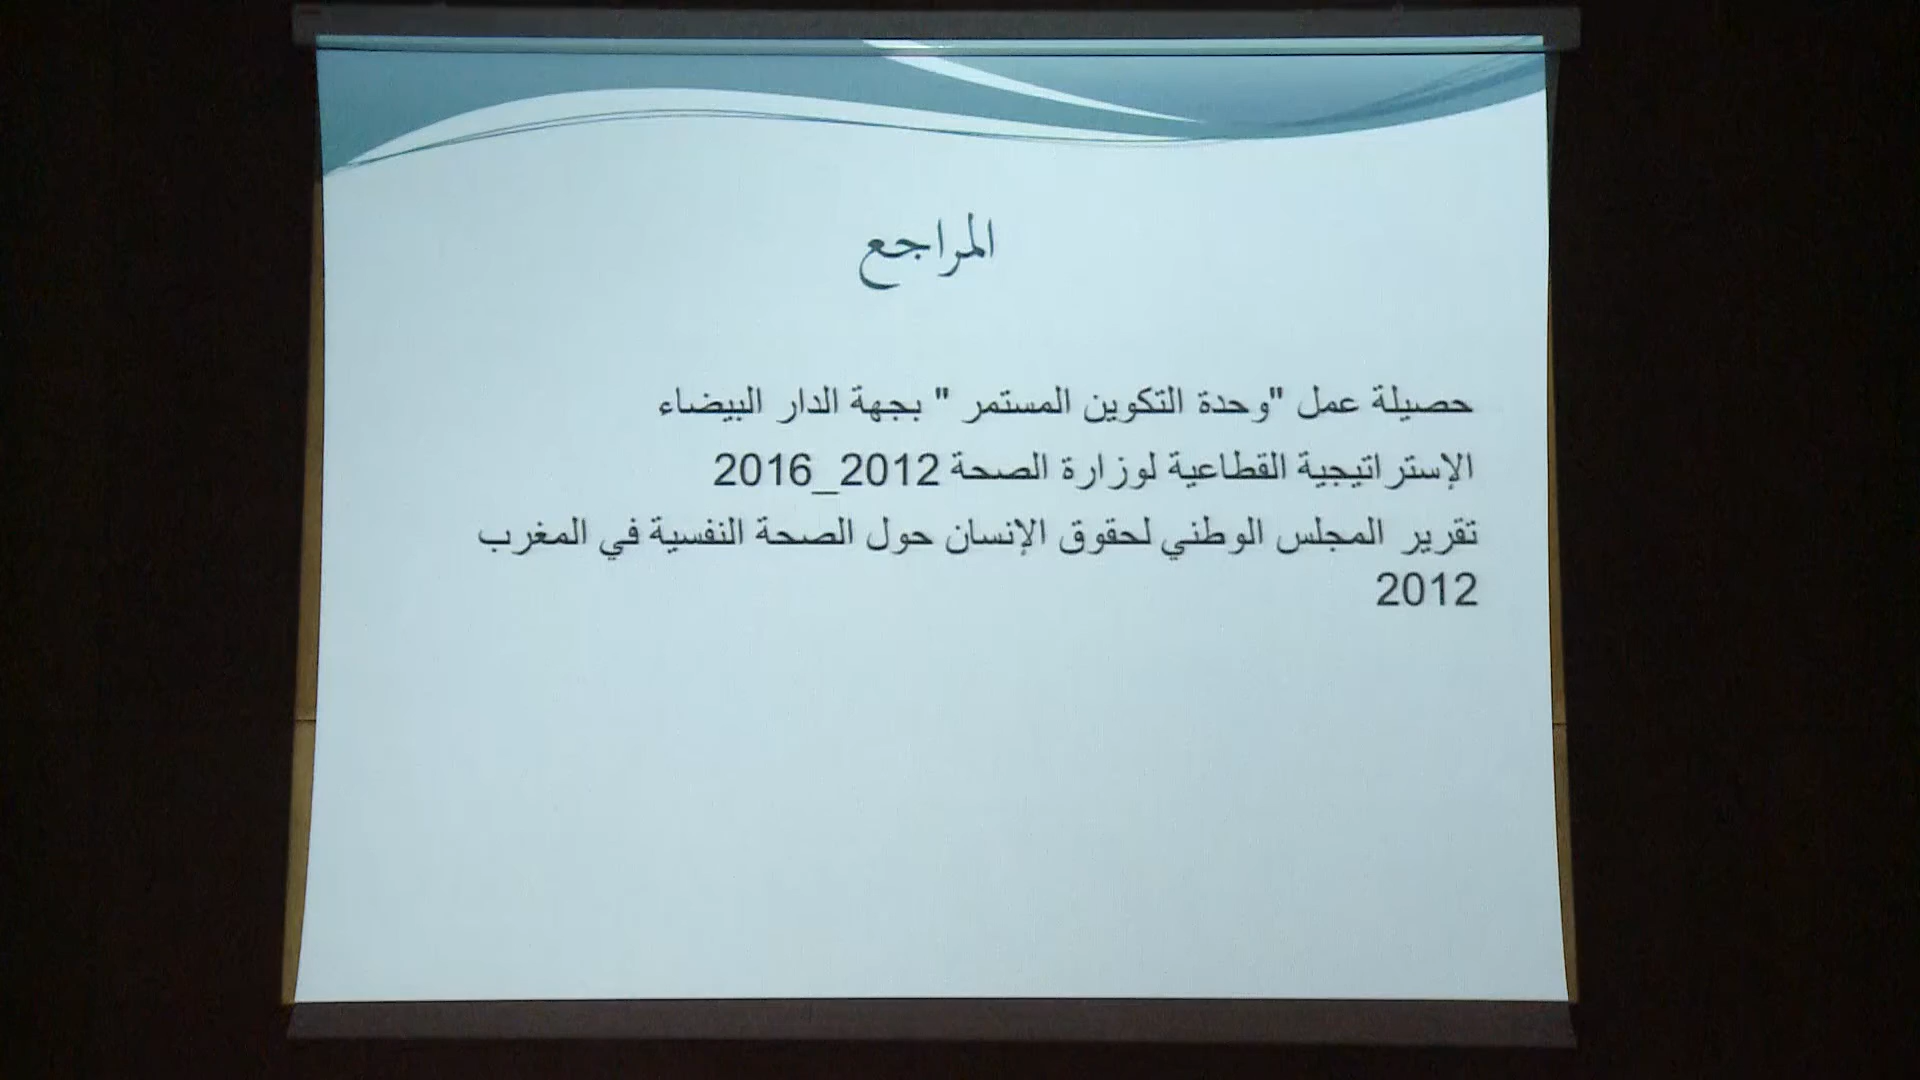 المراجع
حصيلة عمل "وحدة التكوين المستمر " بجهة الدار البيضاء
الإستراتيجية القطاعية لوزارة الصحة 2012_2016
تقرير المجلس الوطني لحقوق الإنسان حول الصحة النفسية في المغرب
2012